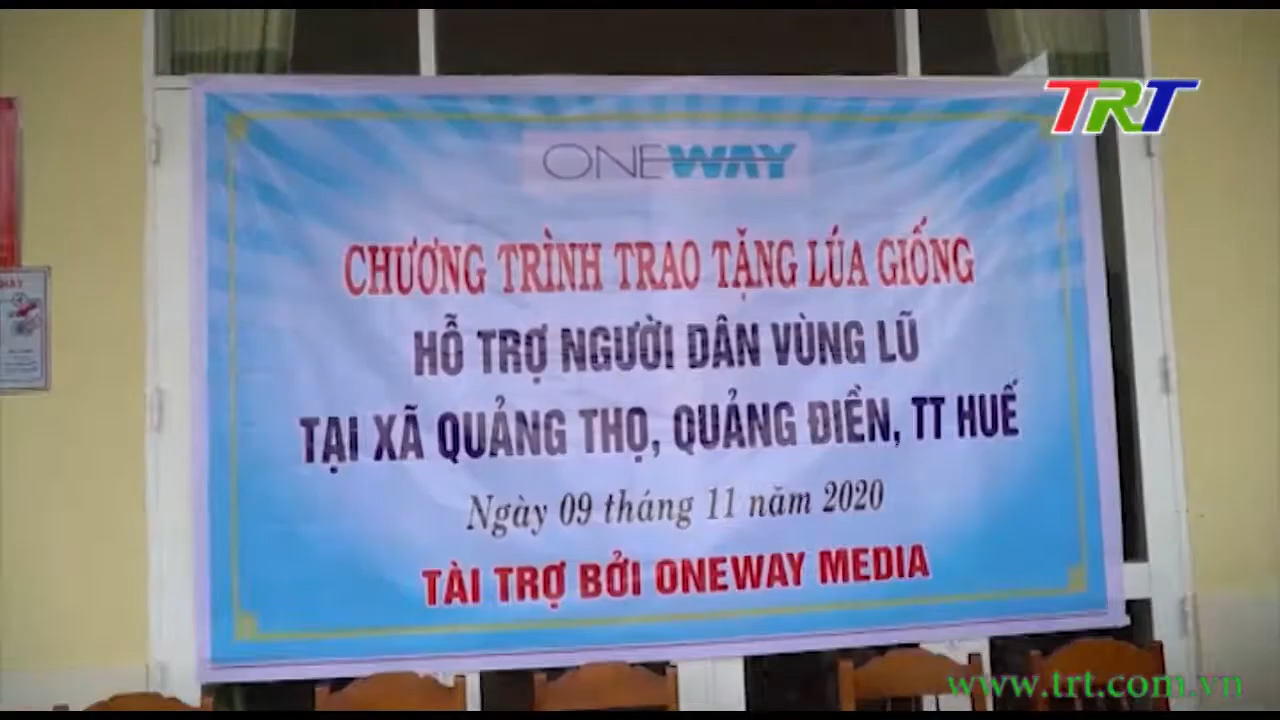 TRT
ONEWAY
CHƯƠNG TRÌNH TRAO TẶNG LÚA GIỐNG
HỖ TRỢ NGƯỜI DÂN VÙNG LŨ
TẠI XÃ QUẢNG THỌ, QUẢNG ĐIỀN, TT HUẾ
Ngày 09 tháng 11 năm 2020
TÀI TRỢ BỞI ONEWAY MEDIA
www.trt.com.vn